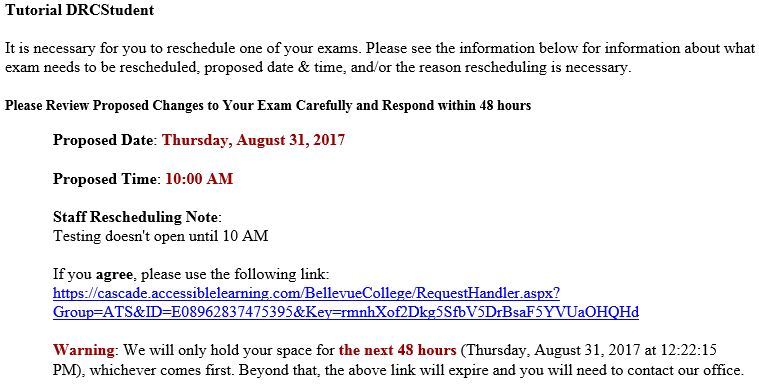 Tutorial DRCStudent
It is necessary for you to reschedule one of your exams. Please see the information below for information about what
exam needs to be rescheduled, proposed date & time, and/or the reason rescheduling is necessary.
Please Review Proposed Changes to Your Exam Carefully and Respond within 48 hours
Proposed Date: Thursday, August 31, 2017
Proposed Time: 10:00 AM
Staff Rescheduling Note:
Testing doesn't open until 10 AM
If you agree, please use the following link:
https://cascade.accessiblelearning.com/BellevueCollege/RequestHandler.aspx?
Group=ATS&ID=E08962837475395&Key=rmnhXof2Dkg5SfbV5DrBsaF5YVUaOHQHd
Warning: We will only hold your space for the next 48 hours (Thursday, August 31, 2017 at 12:22:15
PM), whichever comes first. Beyond that, the above link will expire and you will need to contact our office.